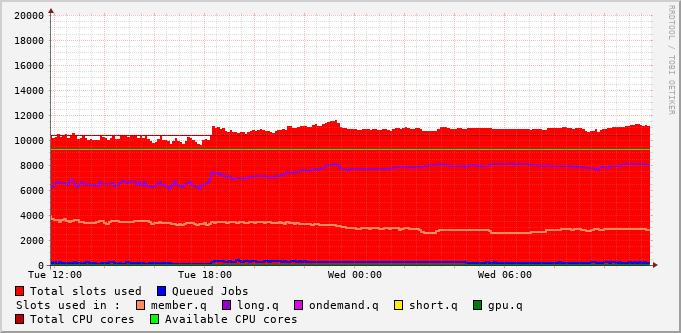 20000
18000
16000
14000
12000
10000
8000
6000
4000
2000
0
Tue 12:00 Tue 18:00 Wed 00:00 Wed 06:00
Total slots used Queued Jobs
Slots used in : member.q long.q ondemand.q short.q gpu.q
Total CPU cores Available CPU cores
RRDTOOL / TOBI OETIKER